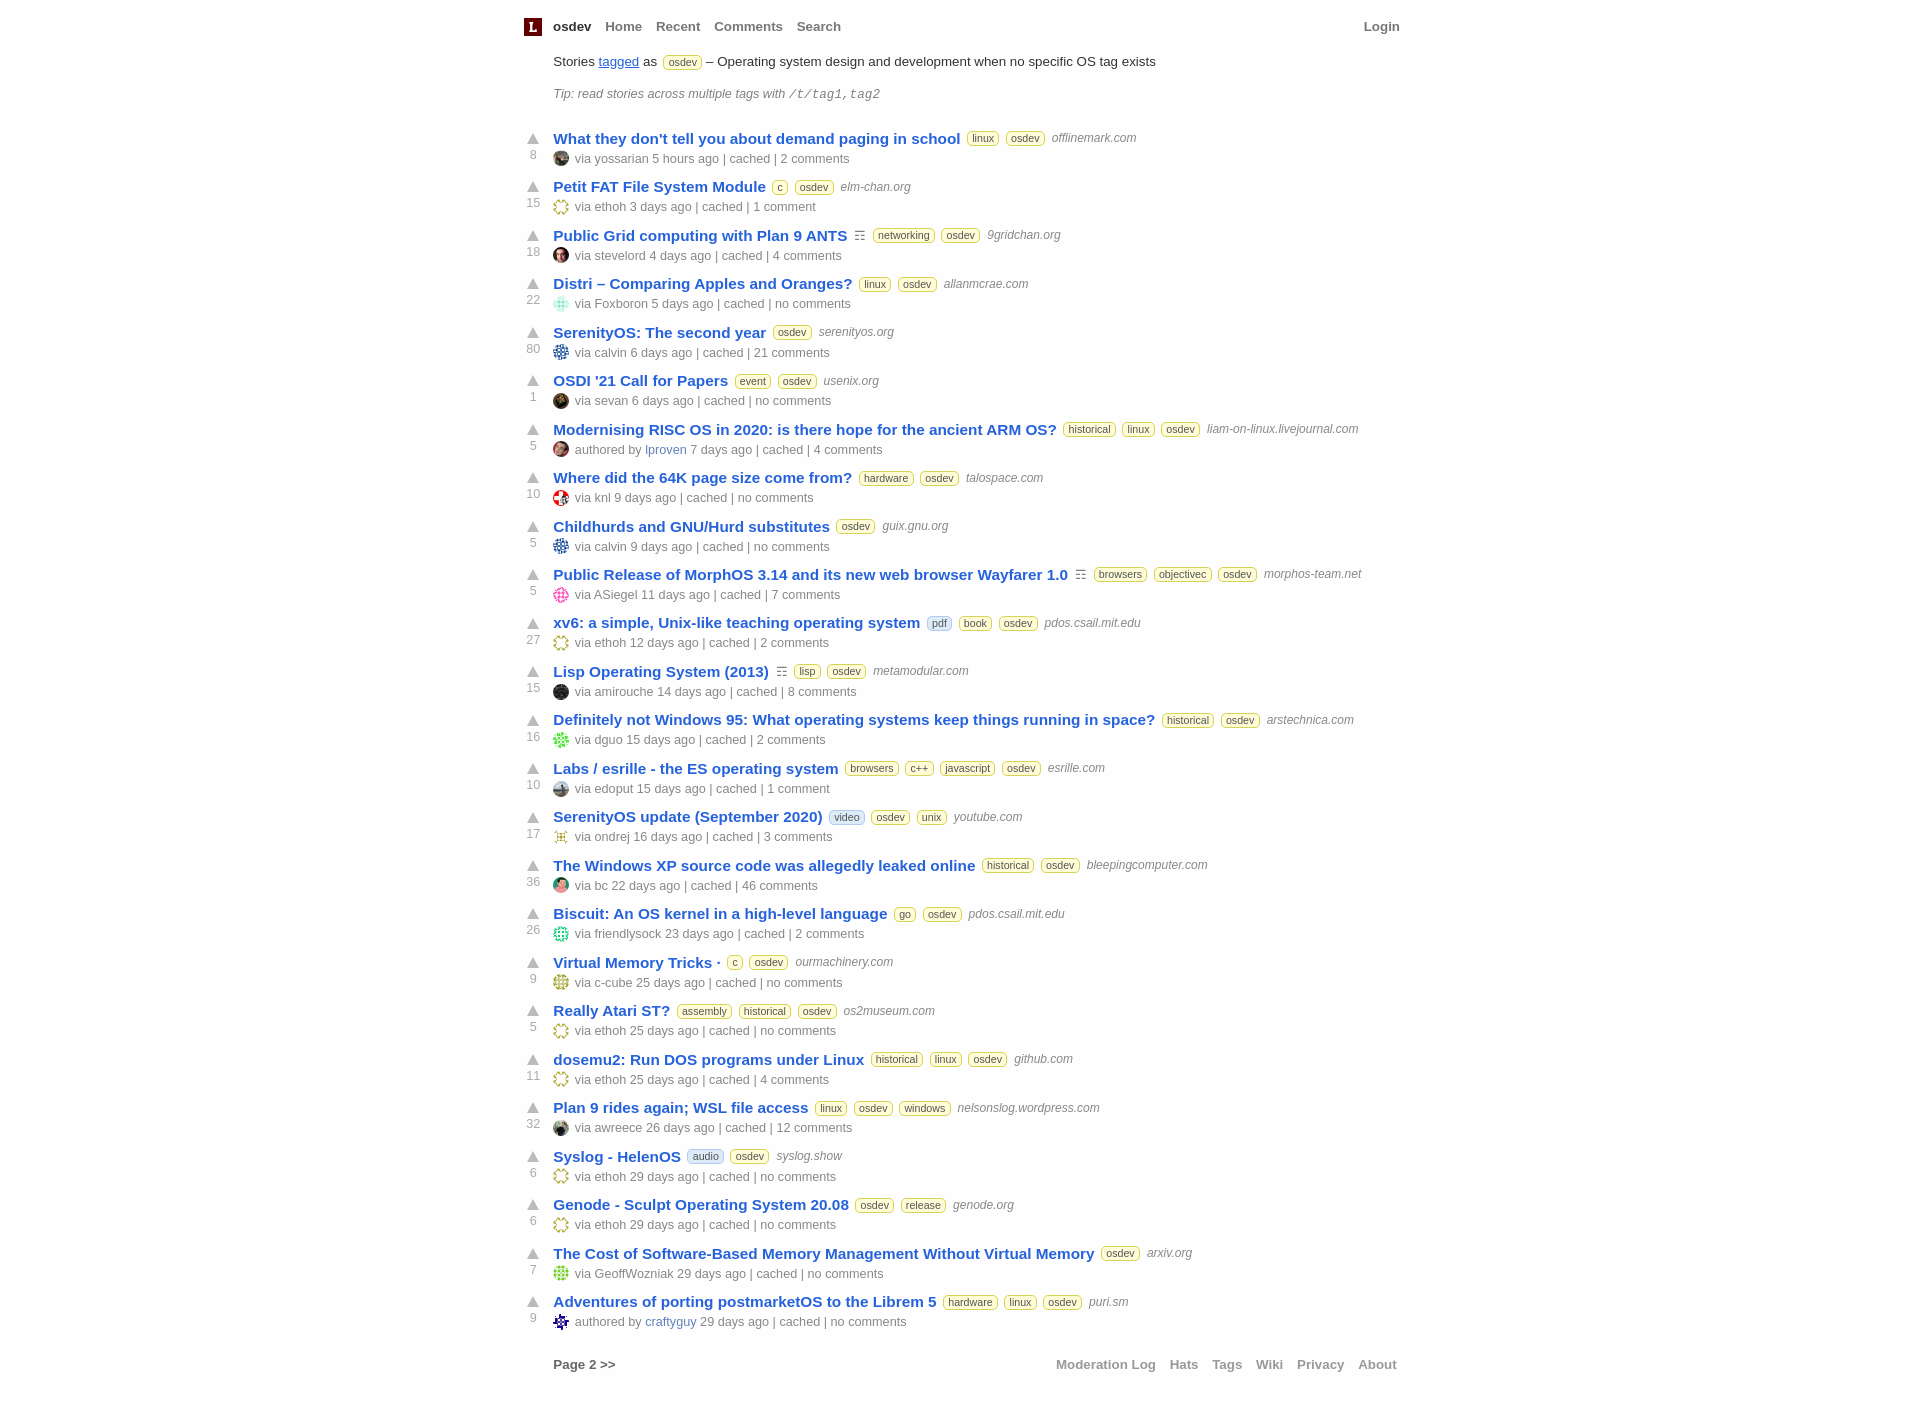 L osdev Home Recent Comments Search Login
Stories tagged as osdev – Operating system design and development when no specific OS tag exists
Tip: read stories across multiple tags with /t/tag1,tag2
What they don't tell you about demand paging in school linux osdev offlinemark.com
8 via yossarian 5 hours ago | cached | 2 comments
Petit FAT File System Module c osdev elm-chan.org
15 via ethoh 3 days ago | cached | 1 comment
Public Grid computing with Plan 9 ANTS ☶ networking osdev 9gridchan.org
18 via stevelord 4 days ago | cached | 4 comments
Distri – Comparing Apples and Oranges? linux osdev allanmcrae.com
22 via Foxboron 5 days ago | cached | no comments
SerenityOS: The second year osdev serenityos.org
80 via calvin 6 days ago | cached | 21 comments
OSDI '21 Call for Papers event osdev usenix.org
1 via sevan 6 days ago | cached | no comments
Modernising RISC OS in 2020: is there hope for the ancient ARM OS? historical linux osdev liam-on-linux.livejournal.com
5 authored by lproven 7 days ago | cached | 4 comments
Where did the 64K page size come from? hardware osdev talospace.com
10 via knl 9 days ago | cached | no comments
Childhurds and GNU/Hurd substitutes osdev guix.gnu.org
5 via calvin 9 days ago | cached | no comments
Public Release of MorphOS 3.14 and its new web browser Wayfarer 1.0 ☶ browsers objectivec osdev morphos-team.net
5 via ASiegel 11 days ago | cached | 7 comments
xv6: a simple, Unix-like teaching operating system pdf book osdev pdos.csail.mit.edu
27 via ethoh 12 days ago | cached | 2 comments
Lisp Operating System (2013) ☶ lisp osdev metamodular.com
15 via amirouche 14 days ago | cached | 8 comments
Definitely not Windows 95: What operating systems keep things running in space? historical osdev arstechnica.com
16 via dguo 15 days ago | cached | 2 comments
Labs / esrille - the ES operating system browsers c++ javascript osdev esrille.com
10 via edoput 15 days ago | cached | 1 comment
SerenityOS update (September 2020) video osdev unix youtube.com
17 via ondrej 16 days ago | cached | 3 comments
The Windows XP source code was allegedly leaked online historical osdev bleepingcomputer.com
36 via bc 22 days ago | cached | 46 comments
Biscuit: An OS kernel in a high-level language go osdev pdos.csail.mit.edu
26 via friendlysock 23 days ago | cached | 2 comments
Virtual Memory Tricks · c osdev ourmachinery.com
9 via c-cube 25 days ago | cached | no comments
Really Atari ST? assembly historical osdev os2museum.com
5 via ethoh 25 days ago | cached | no comments
dosemu2: Run DOS programs under Linux historical linux osdev github.com
11 via ethoh 25 days ago | cached | 4 comments
Plan 9 rides again; WSL file access linux osdev windows nelsonslog.wordpress.com
32 via awreece 26 days ago | cached | 12 comments
Syslog - HelenOS audio osdev syslog.show
6 via ethoh 29 days ago | cached | no comments
Genode - Sculpt Operating System 20.08 osdev release genode.org
6 via ethoh 29 days ago | cached | no comments
The Cost of Software-Based Memory Management Without Virtual Memory osdev arxiv.org
7 via GeoffWozniak 29 days ago | cached | no comments
Adventures of porting postmarketOS to the Librem 5 hardware linux osdev puri.sm
9 authored by craftyguy 29 days ago | cached | no comments
Page 2 >> Moderation Log Hats Tags Wiki Privacy About